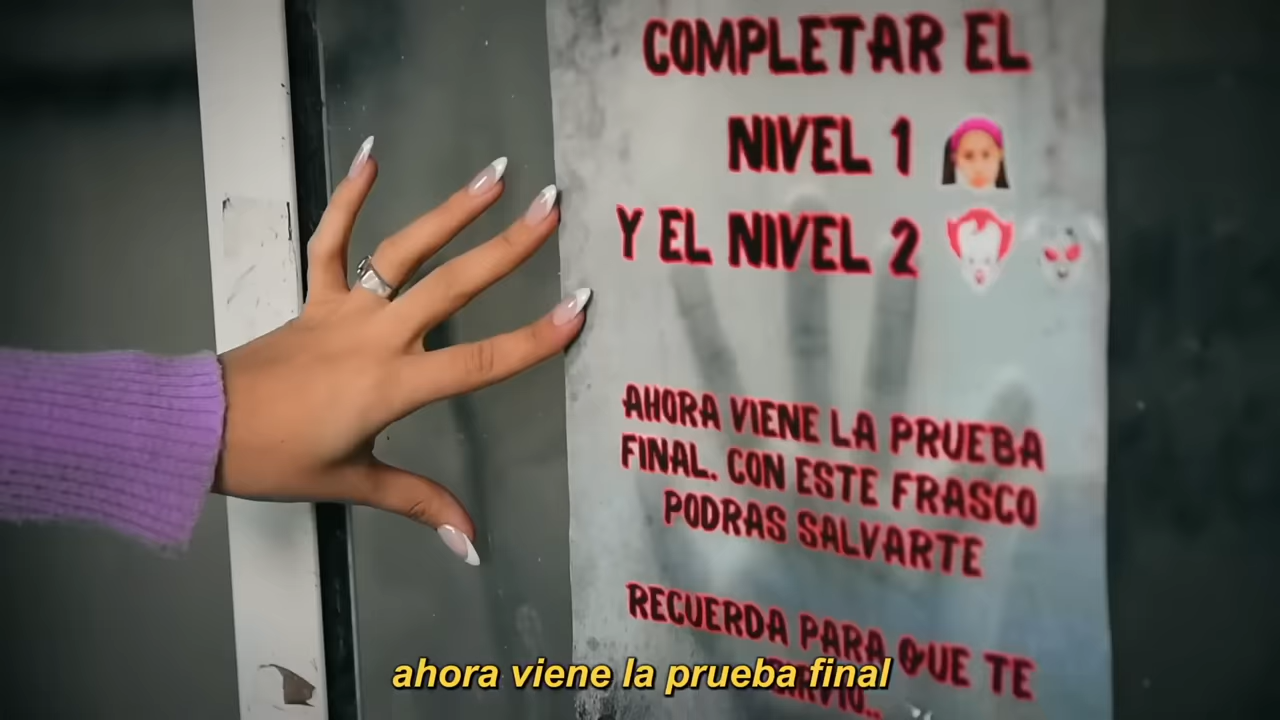 COMPLETAR EL
NIVEL 1
Y EL NIVEL 2
AHORA VIENE LA PRUEBA
FINAL. CON ESTE FRASCO
PODRAS SALVARTE
RECUERDA PARA QUE TE
SIRVIO..
ahora viene la prueba final